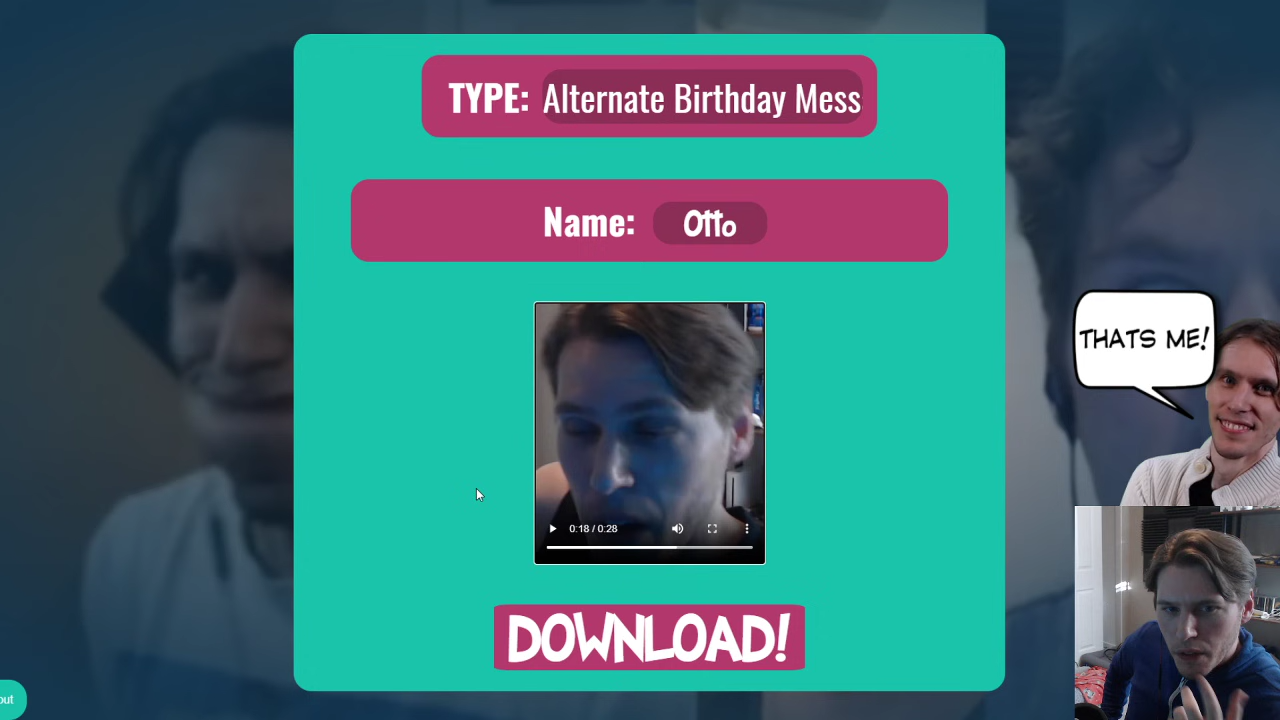 TYPE: Alternate Birthday Mess
Name: Otto
THATS ME!
0:18 / 0:28
DOWNLOAD!
out